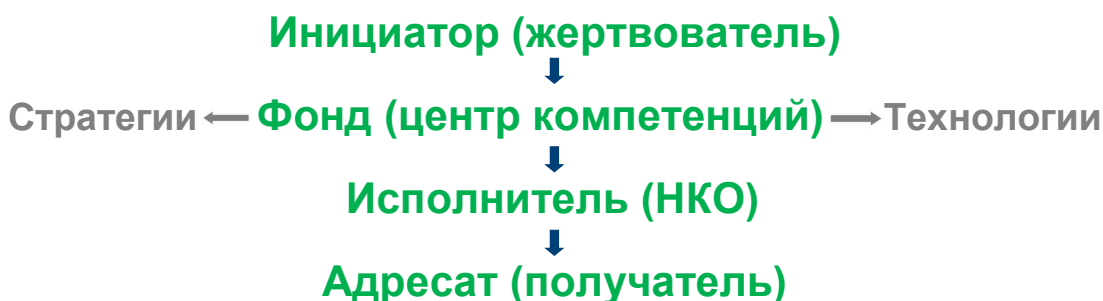 Инициатор (жертвователь)
Стратегии Фонд (центр компетенций) Технологии
Исполнитель (НКО)
Адресат (получатель)